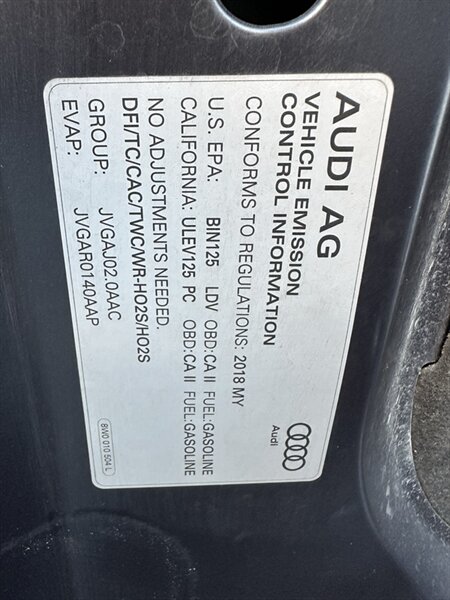 AUDI AG
VEHICLE EMISSION
CONTROL INFORMATION
CONFORMS TO REGULATIONS: 2018 MY
Audi
U.S. EPA: BIN125 LDV OBD:CA II FUEL:GASOLINE
CALIFORNIA: ULEV125 PC OBD:CA II FUEL:GASOLINE
NO ADJUSTMENTS NEEDED.
DFI/TC/CAC/TWC/WR-HO2S/HO2S
GROUP: JVGAJ02.0AAC
EVAP: JVGAR0140AAP
8W0 010 504 L